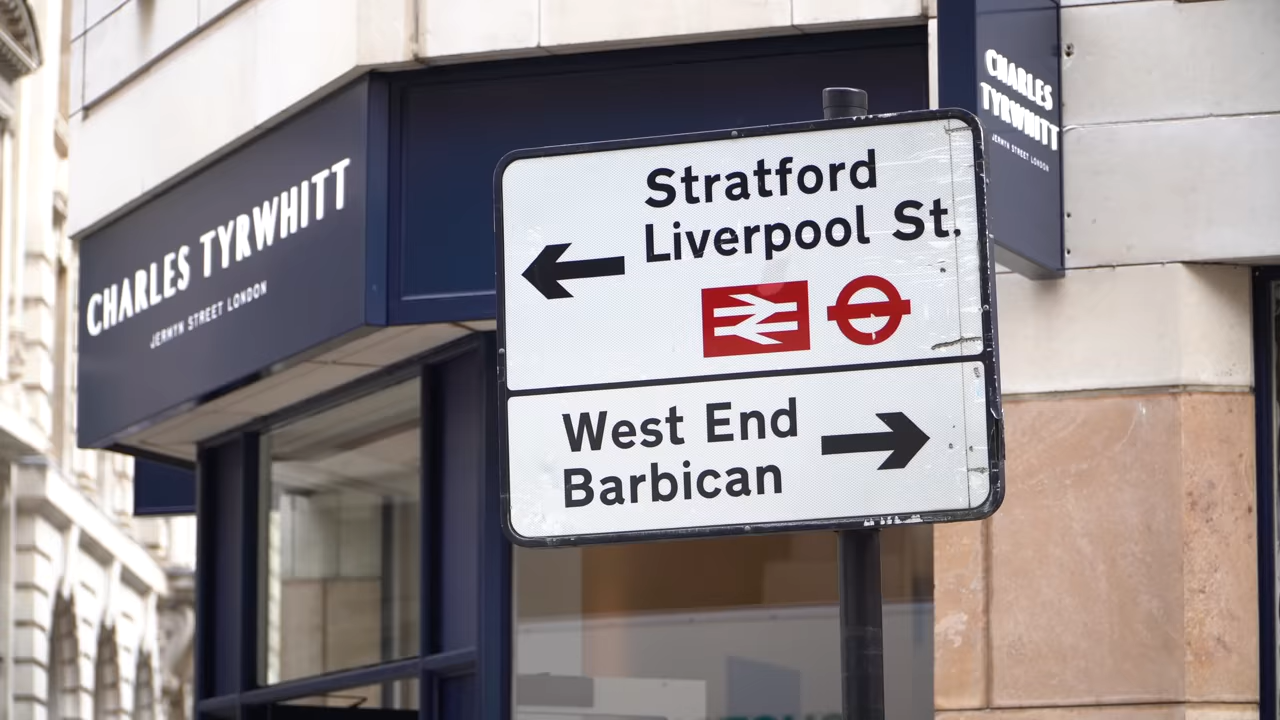 CHARLES TYRWHITT
JERMYN STREET LONDON
Stratford
Liverpool St.
West End
Barbican
CHARLES
TYRWHITT
JERMYN STREET LONDON